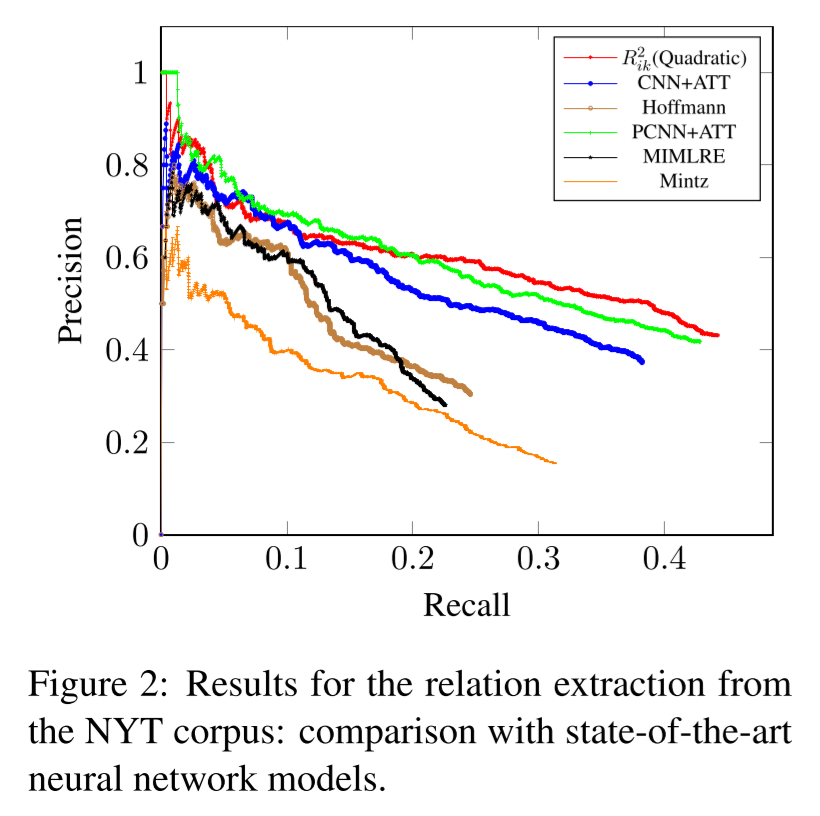 1
0.8
0.6
0.4
0.2
0
Precision
0
0.1
0.2
0.3
0.4
Recall
R²ᵢₖ(Quadratic)
CNN+ATT
Hoffmann
PCNN+ATT
MIMLRE
Mintz
Figure 2: Results for the relation extraction from
the NYT corpus: comparison with state-of-the-art
neural network models.